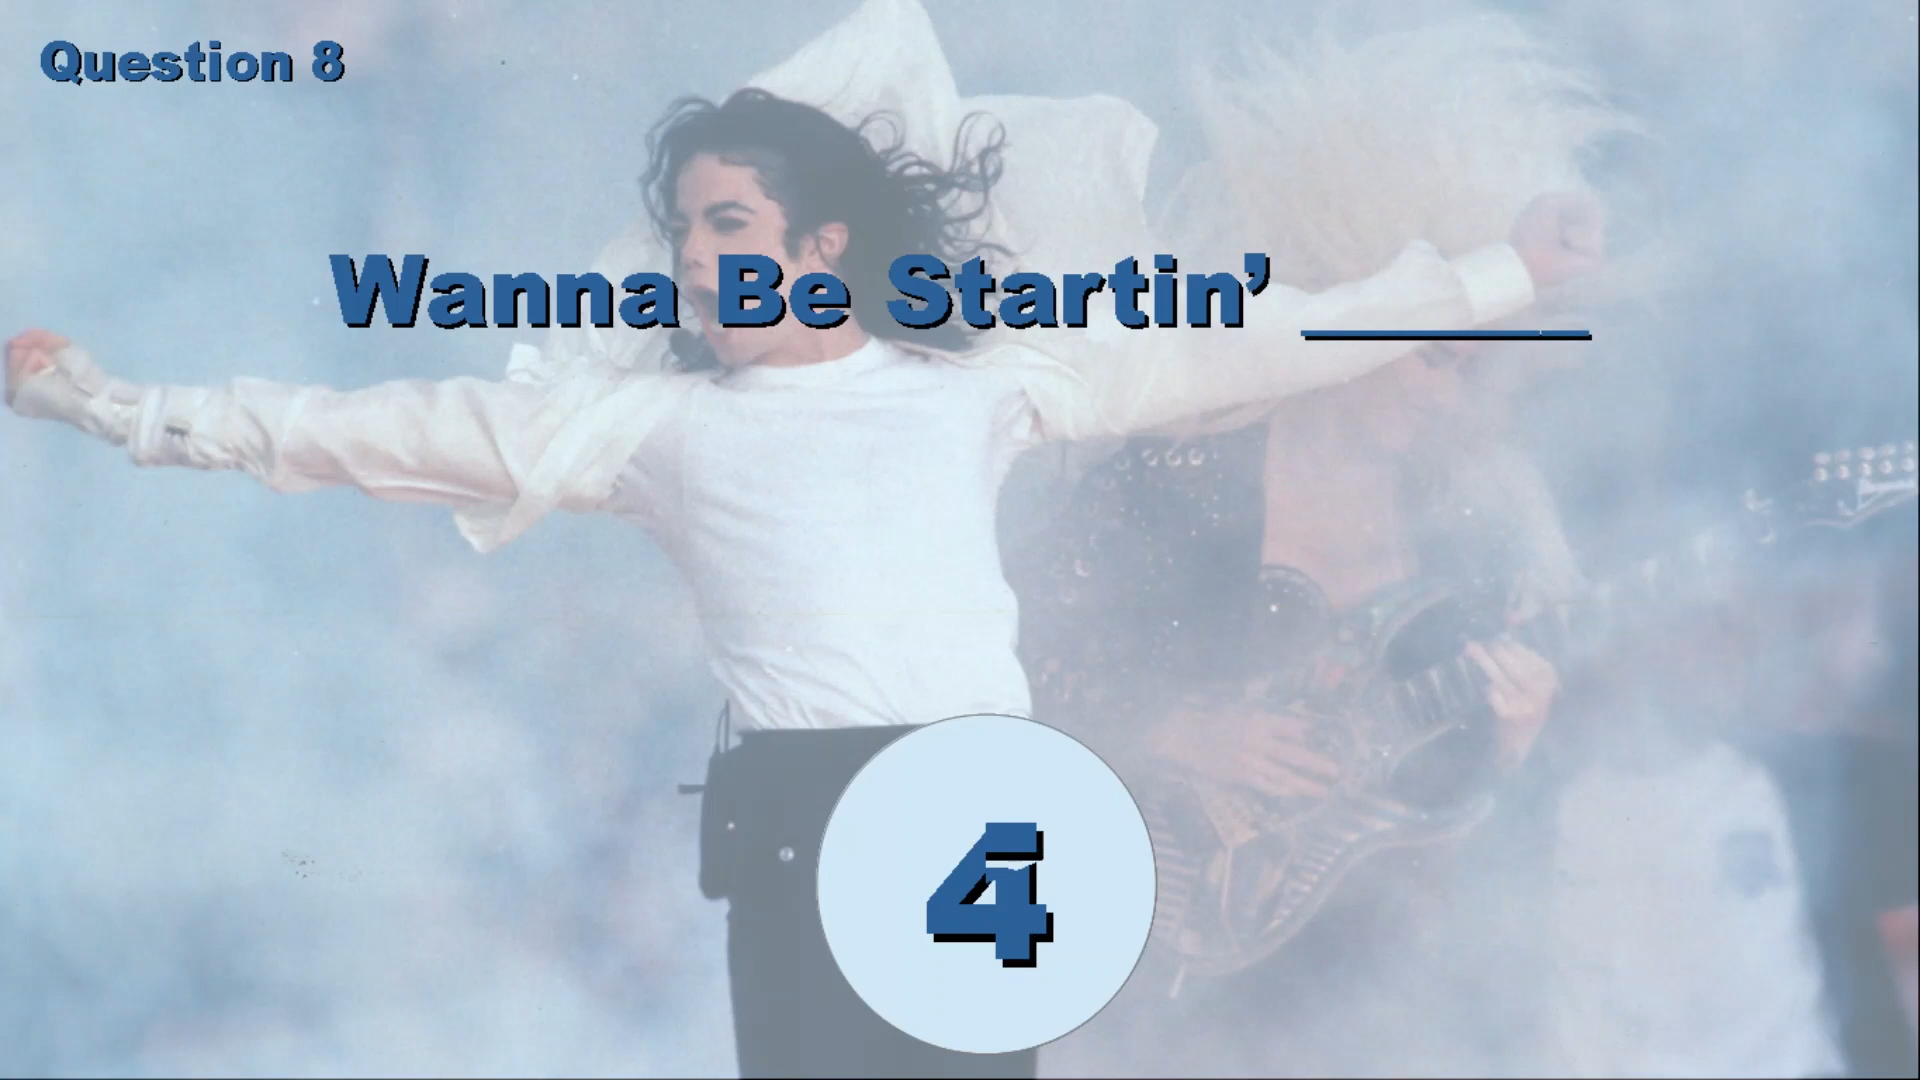 Question 8
Wanna Be Startin’ ______
4